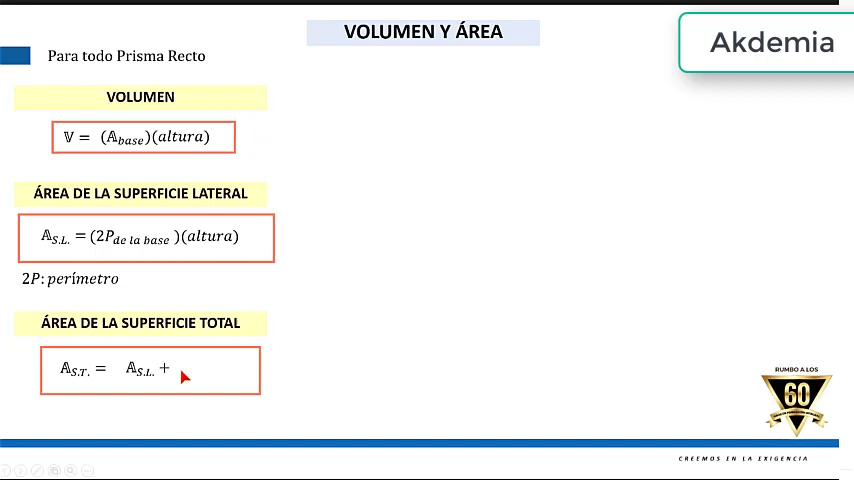 VOLUMEN Y ÁREA
Akdemia
Para todo Prisma Recto
VOLUMEN
𝕍 = (𝔸base)(altura)
ÁREA DE LA SUPERFICIE LATERAL
𝔸S.L. = (2Pde la base )(altura)
2P: perímetro
ÁREA DE LA SUPERFICIE TOTAL
𝔸S.T. = 𝔸S.L. +
RUMBO A LOS
60
CREEMOS EN LA EXIGENCIA